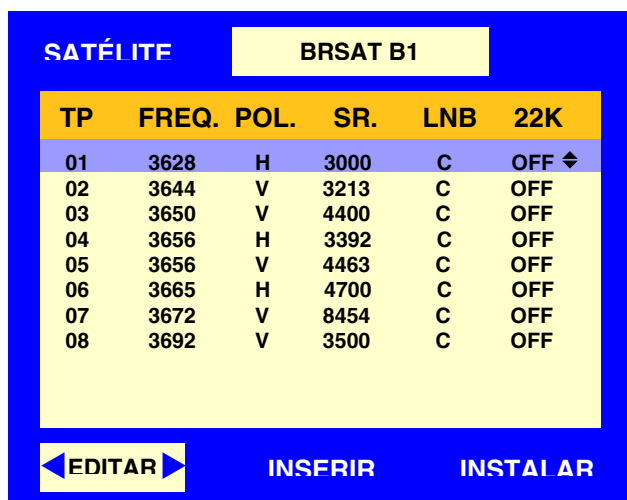 SATÉLITE BRSAT B1
TP FREQ. POL. SR. LNB 22K
01 3628 H 3000 C OFF
02 3644 V 3213 C OFF
03 3650 V 4400 C OFF
04 3656 H 3392 C OFF
05 3656 V 4463 C OFF
06 3665 H 4700 C OFF
07 3672 V 8454 C OFF
08 3692 V 3500 C OFF
EDITAR INSERIR INSTALAR